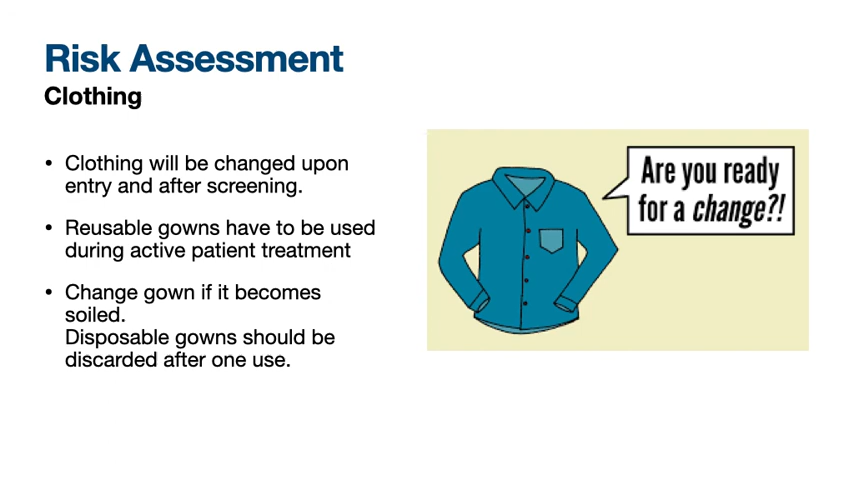 Risk Assessment
Clothing
• Clothing will be changed upon
entry and after screening.
• Reusable gowns have to be used
during active patient treatment
• Change gown if it becomes
soiled.
Disposable gowns should be
discarded after one use.
Are you ready
for a change?!